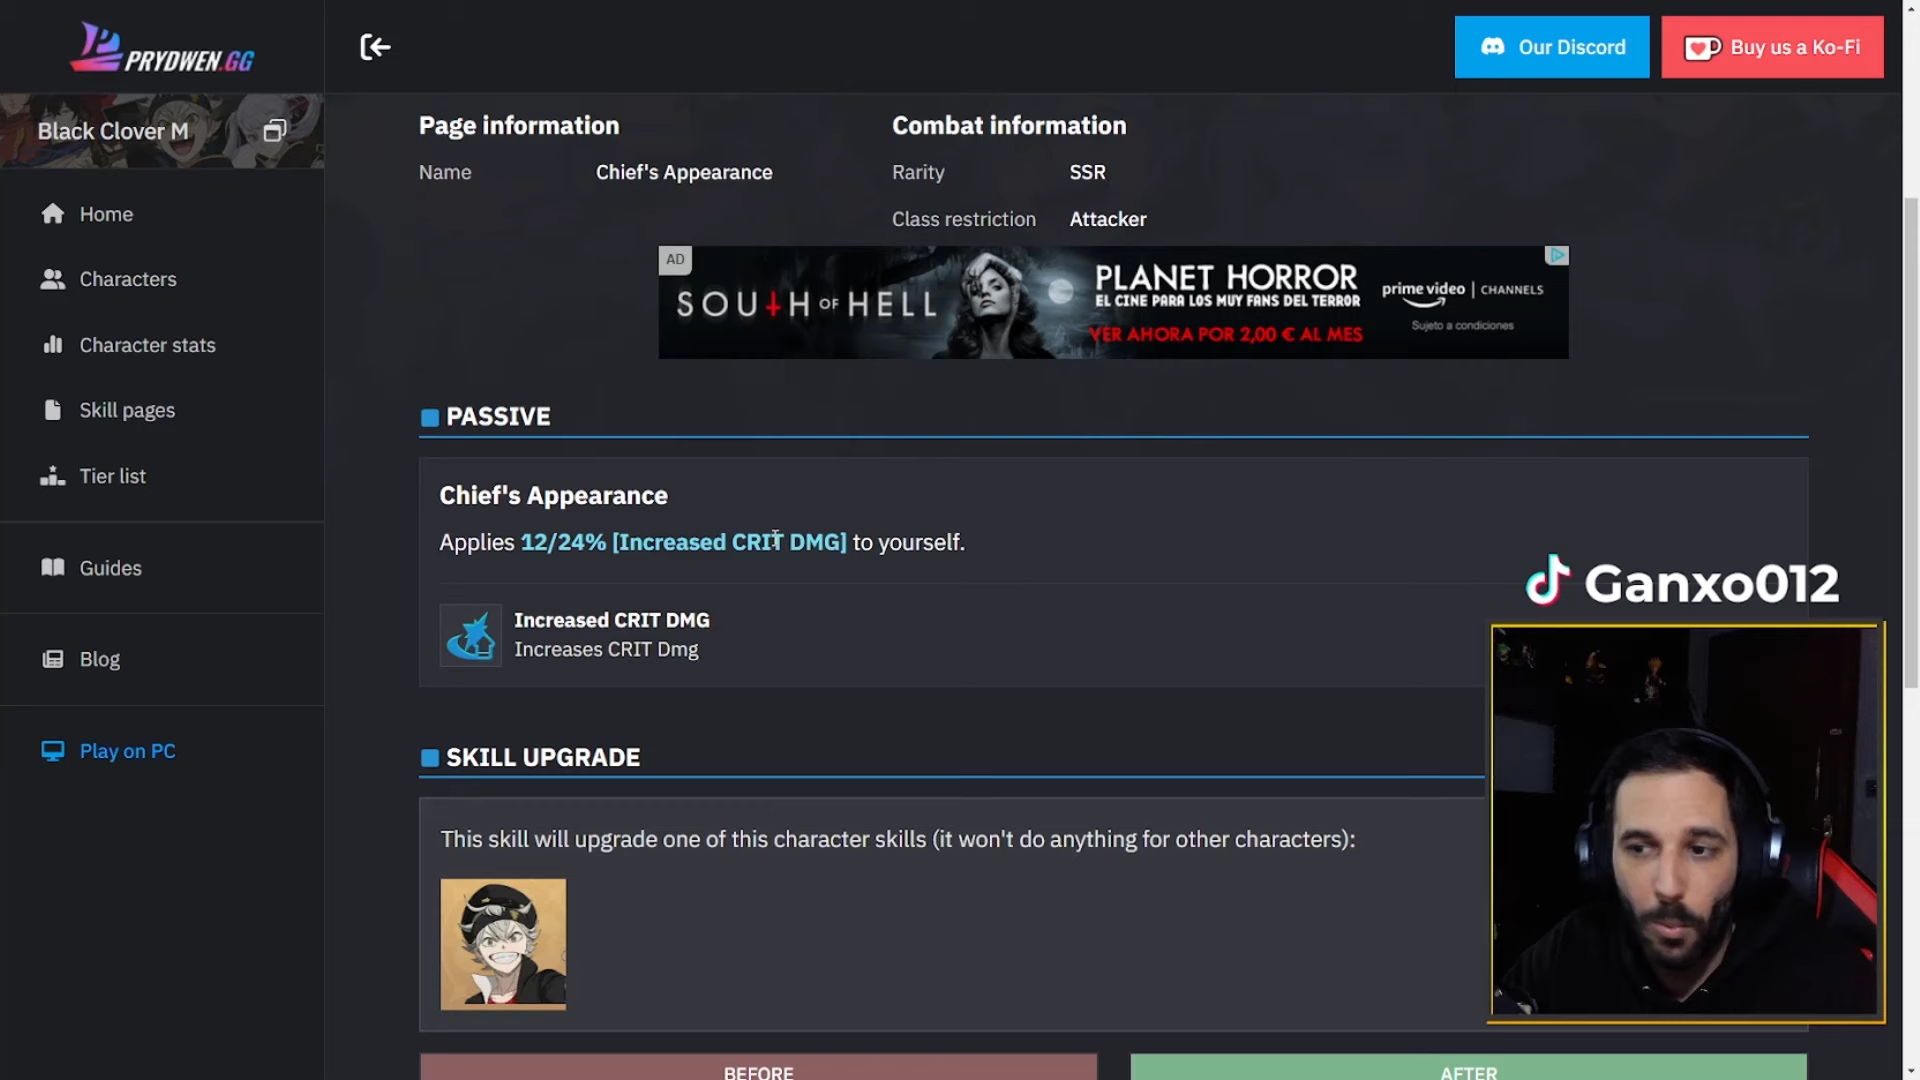 PRYDWEN.GG
Our Discord
Buy us a Ko-Fi
Black Clover M
Home
Characters
Character stats
Skill pages
Tier list
Guides
Blog
Play on PC
Page information
Name Chief's Appearance
Combat information
Rarity SSR
Class restriction Attacker
AD
SOUTH OF HELL
PLANET HORROR
EL CINE PARA LOS MUY FANS DEL TERROR
VER AHORA POR 2,00 € AL MES
prime video | CHANNELS
Sujeto a condiciones
PASSIVE
Chief's Appearance
Applies 12/24% [Increased CRIT DMG] to yourself.
Increased CRIT DMG
Increases CRIT Dmg
Ganxo012
SKILL UPGRADE
This skill will upgrade one of this character skills (it won't do anything for other characters):
BEFORE
AFTER